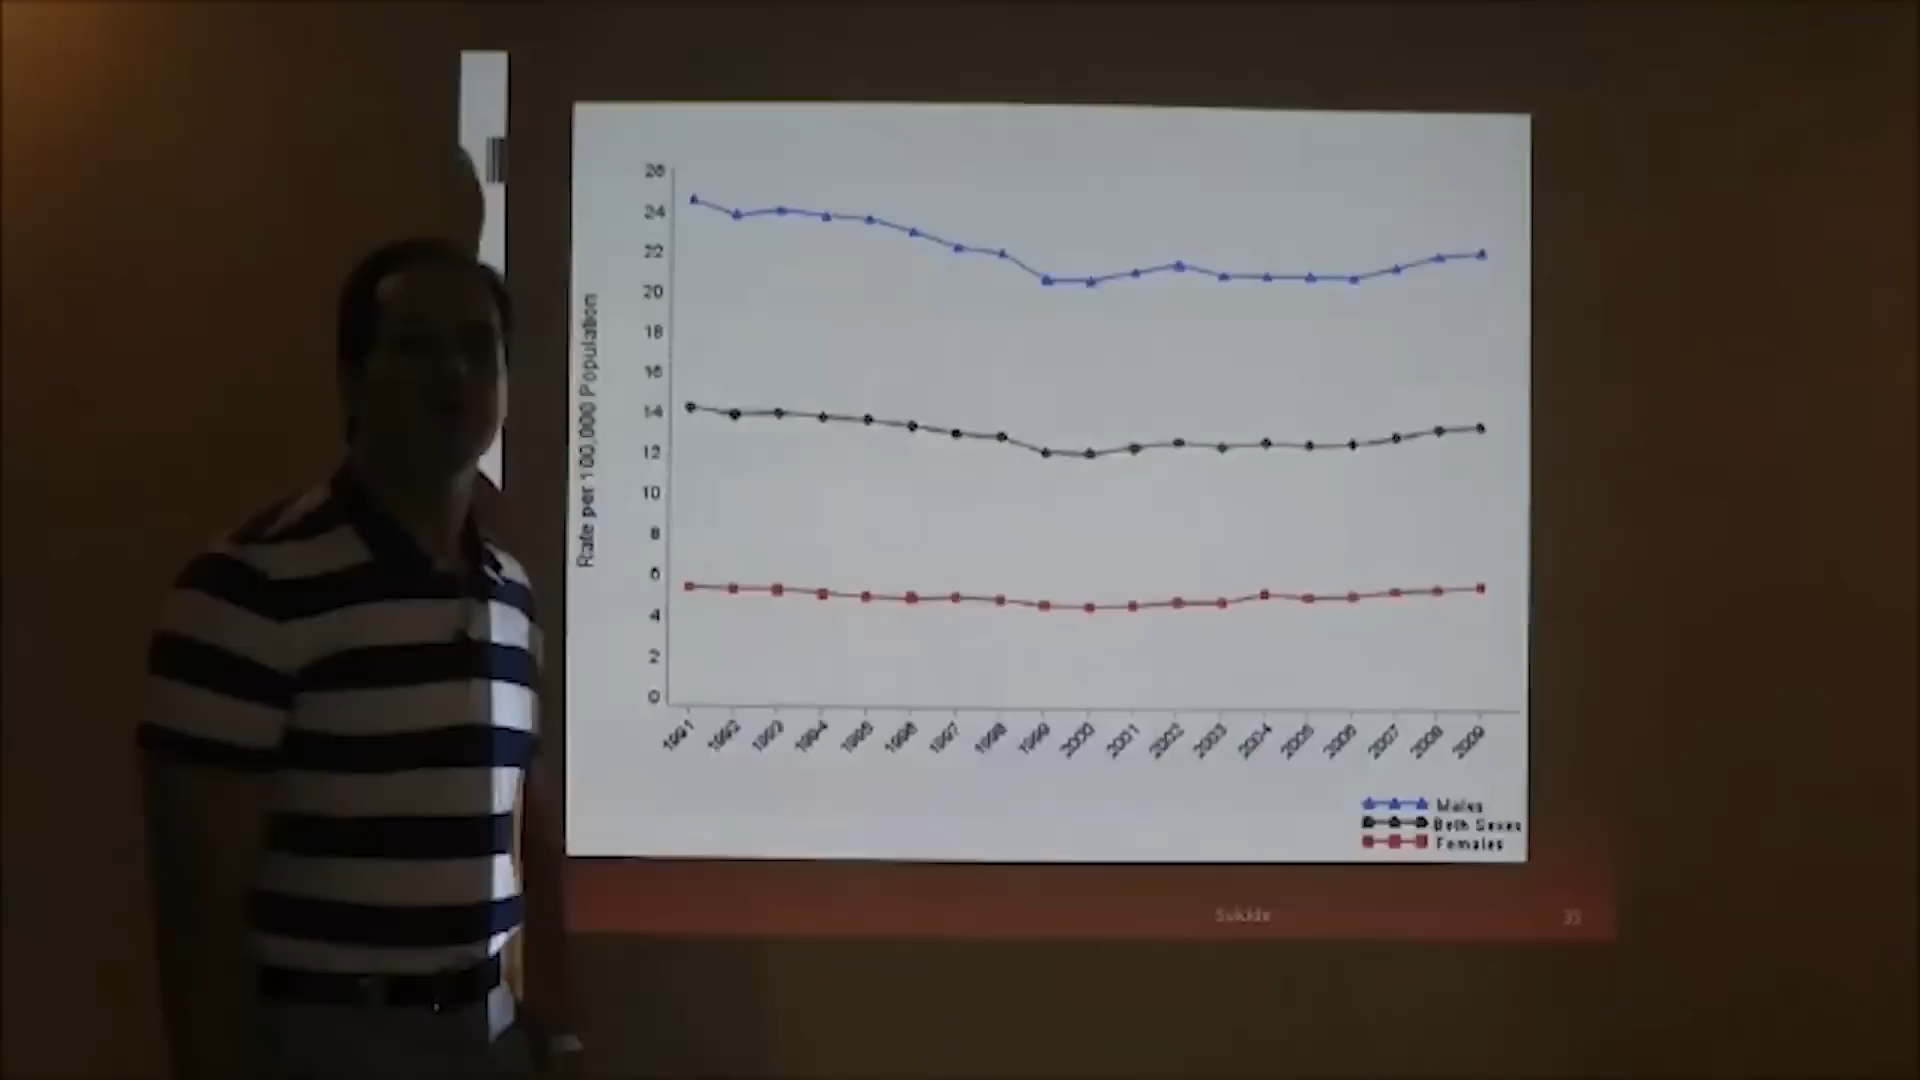 26
24
22
20
18
16
14
12
10
8
6
4
2
0
Rate per 100,000 Population
1991 1992 1993 1994 1995 1996 1997 1998 1999 2000 2001 2002 2003 2004 2005 2006 2007 2008 2009
Males
Both Sexes
Females
Suicide